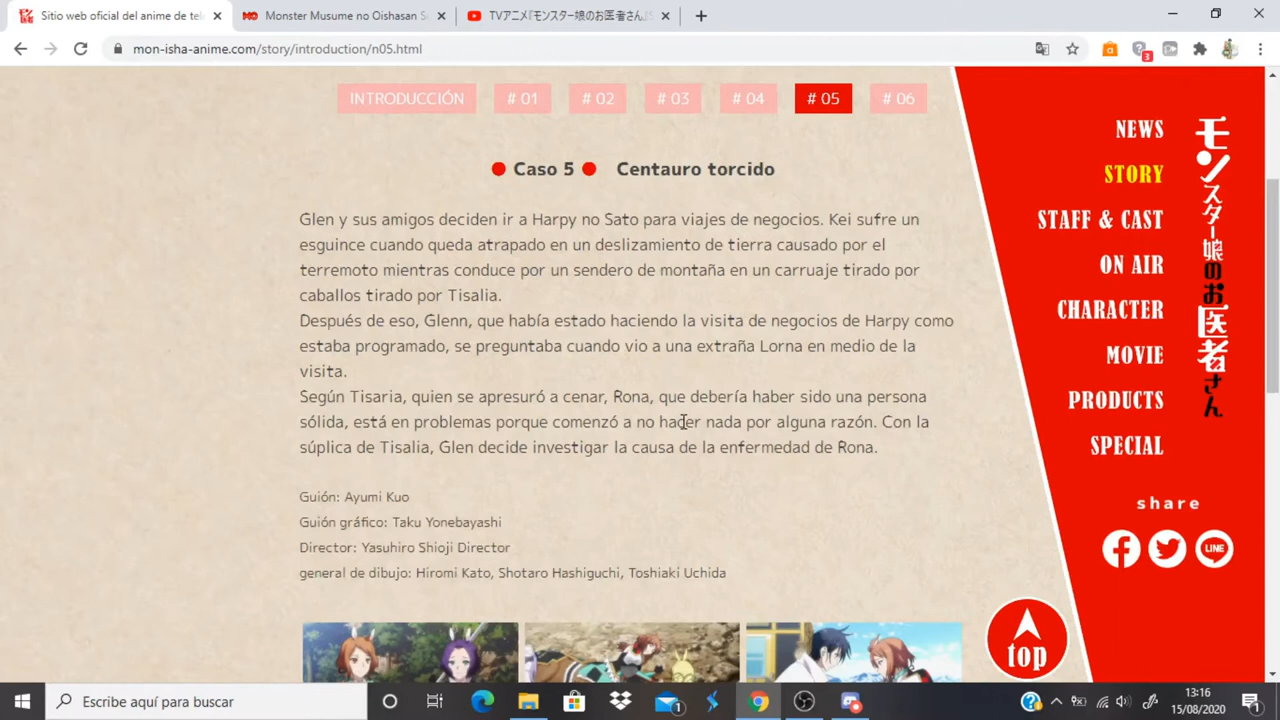 Sitio web oficial del anime de tele
Monster Musume no Oishasan S
TVアニメ『モンスター娘のお医者さん』S
mon-isha-anime.com/story/introduction/n05.html
3
INTRODUCCIÓN
# 01
# 02
# 03
# 04
# 05
# 06
Caso 5 Centauro torcido
Glen y sus amigos deciden ir a Harpy no Sato para viajes de negocios. Kei sufre un
esguince cuando queda atrapado en un deslizamiento de tierra causado por el
terremoto mientras conduce por un sendero de montaña en un carruaje tirado por
caballos tirado por Tisalia.
Después de eso, Glenn, que había estado haciendo la visita de negocios de Harpy como
estaba programado, se preguntaba cuando vio a una extraña Lorna en medio de la
visita.
Según Tisaria, quien se apresuró a cenar, Rona, que debería haber sido una persona
sólida, está en problemas porque comenzó a no hacer nada por alguna razón. Con la
súplica de Tisalia, Glen decide investigar la causa de la enfermedad de Rona.
Guión: Ayumi Kuo
Guión gráfico: Taku Yonebayashi
Director: Yasuhiro Shioji Director
general de dibujo: Hiromi Kato, Shotaro Hashiguchi, Toshiaki Uchida
NEWS
STORY
STAFF & CAST
ON AIR
CHARACTER
MOVIE
PRODUCTS
SPECIAL
モンスター娘のお医者さん
share
LINE
top
Escribe aquí para buscar
1
13:16
15/08/2020
1